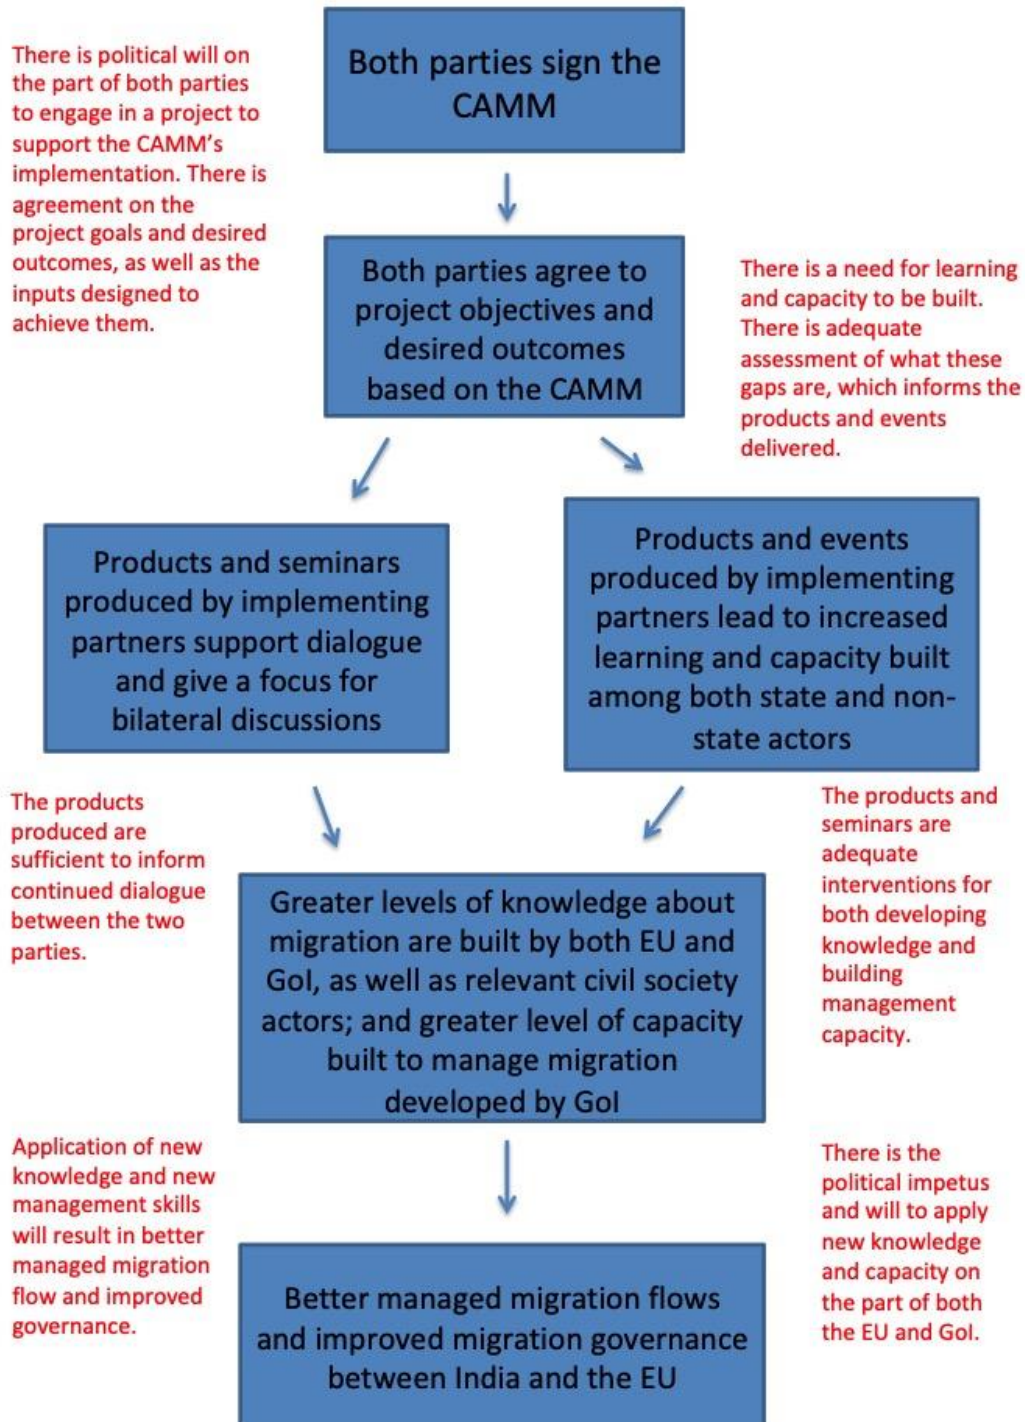 Both parties sign the
CAMM
There is political will on
the part of both parties
to engage in a project to
support the CAMM's
implementation. There is
agreement on the
project goals and desired
outcomes, as well as the
inputs designed to
achieve them.
Both parties agree to
project objectives and
desired outcomes
based on the CAMM
There is a need for learning
and capacity to be built.
There is adequate
assessment of what these
gaps are, which informs the
products and events
delivered.
Products and seminars
produced by implementing
partners support dialogue
and give a focus for
bilateral discussions
Products and events
produced by implementing
partners lead to increased
learning and capacity built
among both state and non-
state actors
The products
produced are
sufficient to inform
continued dialogue
between the two
parties.
The products and
seminars are
adequate
interventions for
both developing
knowledge and
building
management
capacity.
Greater levels of knowledge about
migration are built by both EU and
GoI, as well as relevant civil society
actors; and greater level of capacity
built to manage migration
developed by GoI
Application of new
knowledge and new
management skills
will result in better
managed migration
flow and improved
governance.
There is the
political impetus
and will to apply
new knowledge
and capacity on
the part of both
the EU and GoI.
Better managed migration flows
and improved migration governance
between India and the EU